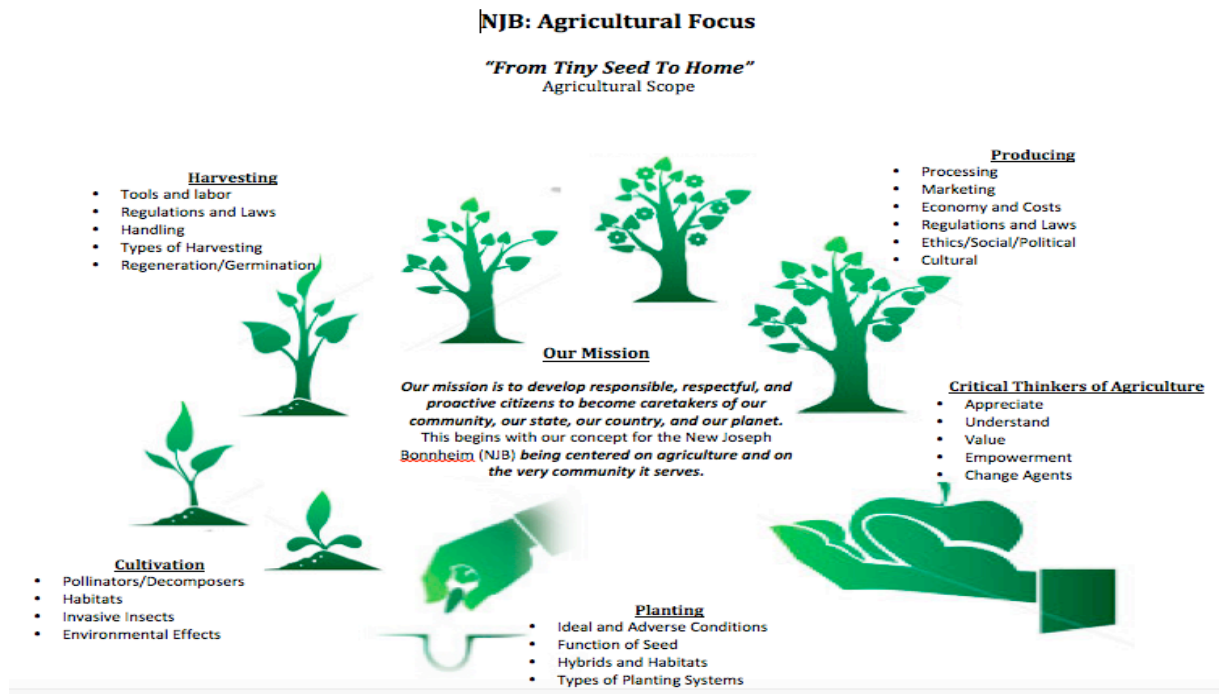 NJB: Agricultural Focus
“From Tiny Seed To Home”
Agricultural Scope
Harvesting
• Tools and labor
• Regulations and Laws
• Handling
• Types of Harvesting
• Regeneration/Germination
Producing
• Processing
• Marketing
• Economy and Costs
• Regulations and Laws
• Ethics/Social/Political
• Cultural
Our Mission
Our mission is to develop responsible, respectful, and
proactive citizens to become caretakers of our
community, our state, our country, and our planet.
This begins with our concept for the New Joseph
Bonnheim (NJB) being centered on agriculture and on
the very community it serves.
Critical Thinkers of Agriculture
• Appreciate
• Understand
• Value
• Empowerment
• Change Agents
Cultivation
• Pollinators/Decomposers
• Habitats
• Invasive Insects
• Environmental Effects
Planting
• Ideal and Adverse Conditions
• Function of Seed
• Hybrids and Habitats
• Types of Planting Systems